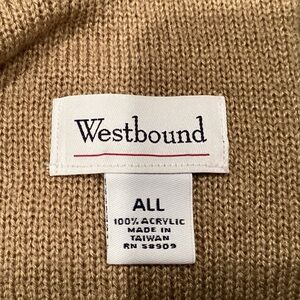 Westbound
ALL
100% ACRYLIC
MADE IN
TAIWAN
RN 58909